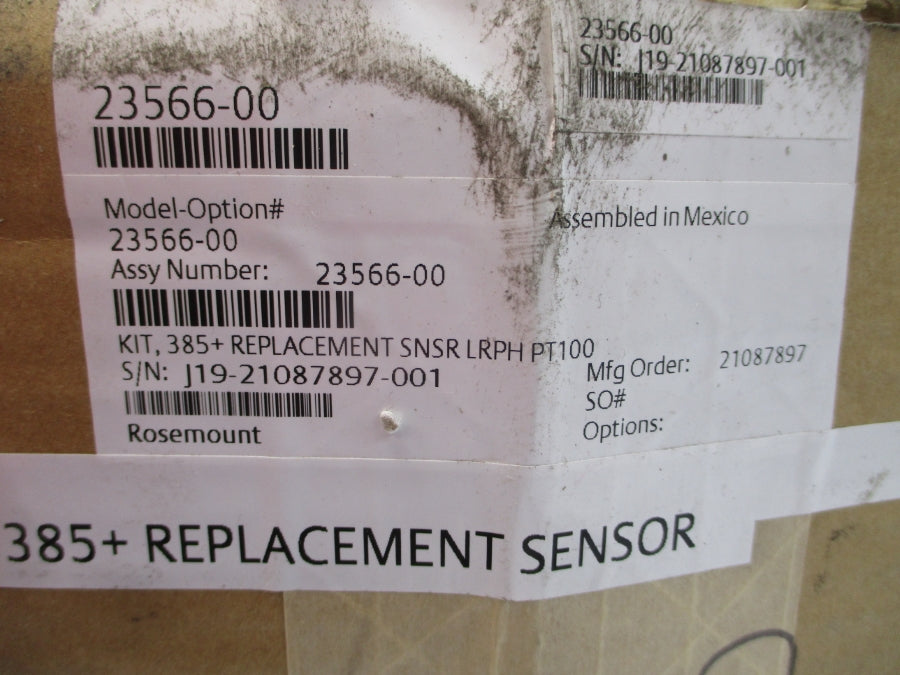 23566-00
S/N: J19-21087897-001
23566-00
Model-Option#
23566-00
Assembled in Mexico
Assy Number: 23566-00
KIT, 385+ REPLACEMENT SNSR LRPH PT100
S/N: J19-21087897-001
Rosemount
Mfg Order: 21087897
SO#
Options:
385+ REPLACEMENT SENSOR